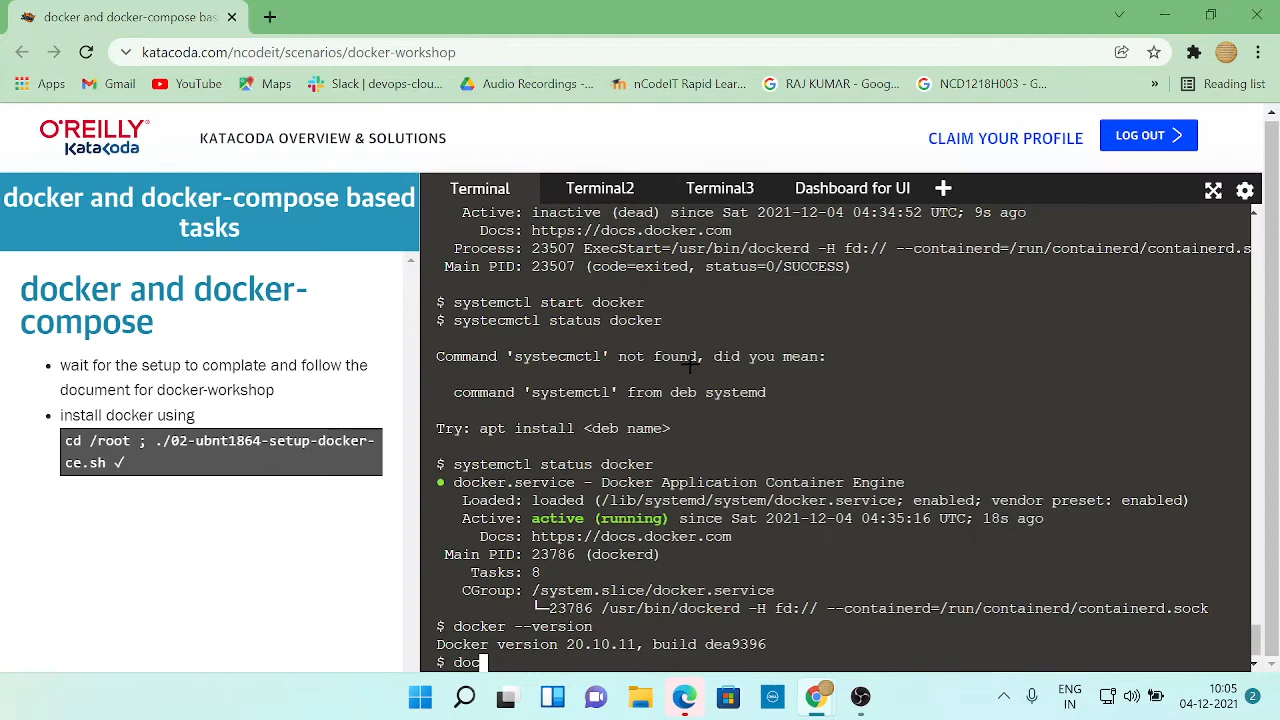 docker and docker-compose bas
katacoda.com/ncodeit/scenarios/docker-workshop
Apps
Gmail
YouTube
Maps
Slack | devops-clou...
Audio Recordings -...
nCodeIT Rapid Lear...
RAJ KUMAR - Goog...
NCD1218H003 - G...
»
Reading list
O'REILLY
Katacoda
KATACODA OVERVIEW & SOLUTIONS
CLAIM YOUR PROFILE
LOG OUT
docker and docker-compose based
tasks
docker and docker-
compose
• wait for the setup to complate and follow the
document for docker-workshop
• install docker using
cd /root ; ./02-ubnt1864-setup-docker-
ce.sh ✓
Terminal
Terminal2
Terminal3
Dashboard for UI
Active: inactive (dead) since Sat 2021-12-04 04:34:52 UTC; 9s ago
Docs: https://docs.docker.com
Process: 23507 ExecStart=/usr/bin/dockerd -H fd:// --containerd=/run/containerd/containerd.s
Main PID: 23507 (code=exited, status=0/SUCCESS)
$ systemctl start docker
$ systecmctl status docker
Command 'systecmctl' not found, did you mean:
command 'systemctl' from deb systemd
Try: apt install <deb name>
$ systemctl status docker
● docker.service - Docker Application Container Engine
Loaded: loaded (/lib/systemd/system/docker.service; enabled; vendor preset: enabled)
Active: active (running) since Sat 2021-12-04 04:35:16 UTC; 18s ago
Docs: https://docs.docker.com
Main PID: 23786 (dockerd)
Tasks: 8
CGroup: /system.slice/docker.service
└─23786 /usr/bin/dockerd -H fd:// --containerd=/run/containerd/containerd.sock
$ docker --version
Docker version 20.10.11, build dea9396
$ doc
ENG
IN
10:05
04-12-2021
2